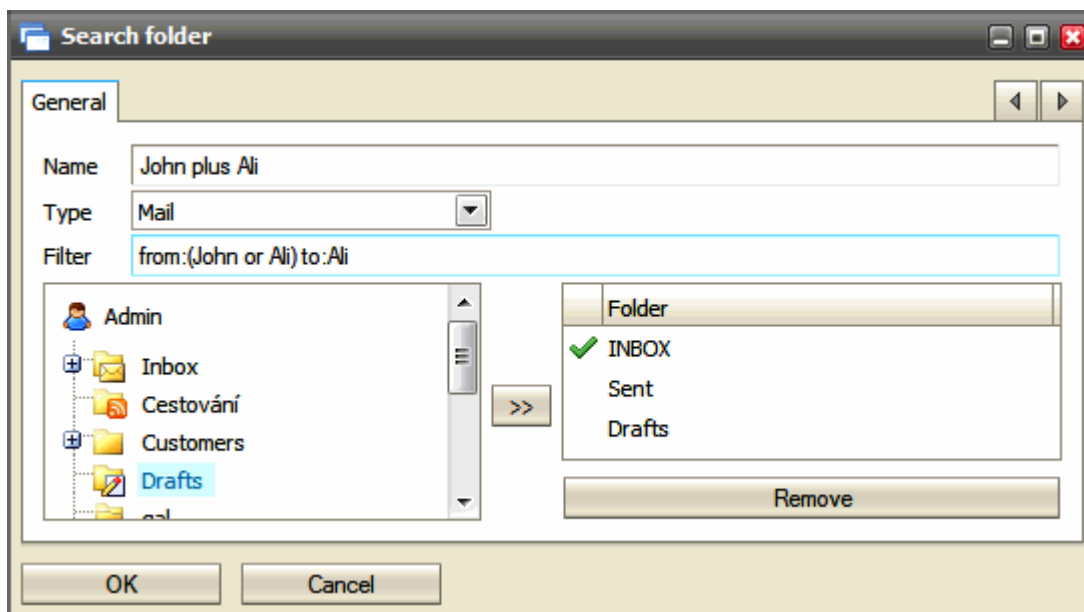 Search folder
General
Name John plus Ali
Type Mail
Filter from:(John or Ali) to:Ali
Admin
Inbox
Cestování
Customers
Drafts
>>
Folder
INBOX
Sent
Drafts
Remove
OK Cancel